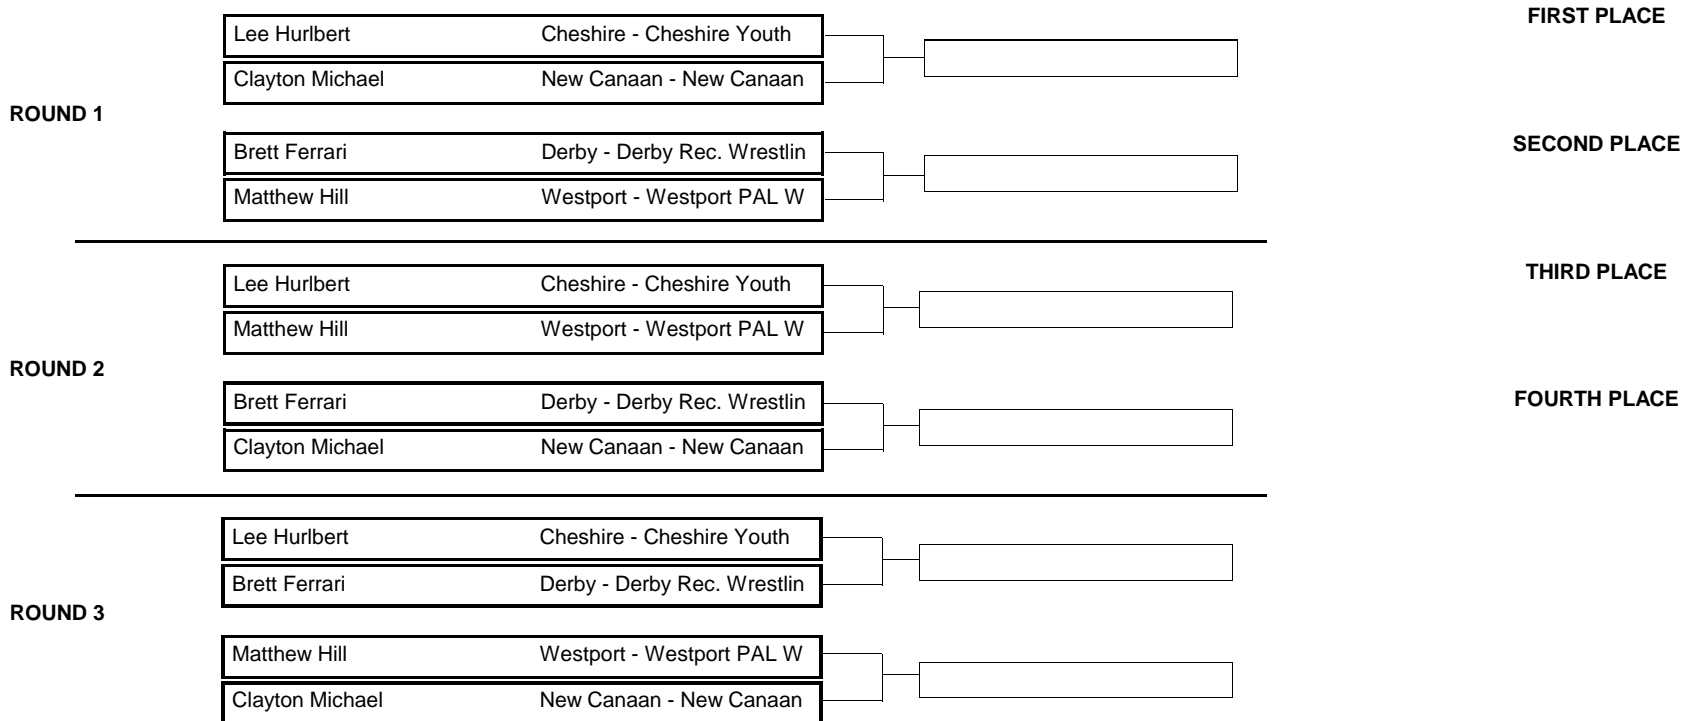 FIRST PLACE
Lee Hurlbert Cheshire - Cheshire Youth
Clayton Michael New Canaan - New Canaan
ROUND 1
SECOND PLACE
Brett Ferrari Derby - Derby Rec. Wrestlin
Matthew Hill Westport - Westport PAL W
THIRD PLACE
Lee Hurlbert Cheshire - Cheshire Youth
Matthew Hill Westport - Westport PAL W
ROUND 2
FOURTH PLACE
Brett Ferrari Derby - Derby Rec. Wrestlin
Clayton Michael New Canaan - New Canaan
Lee Hurlbert Cheshire - Cheshire Youth
Brett Ferrari Derby - Derby Rec. Wrestlin
ROUND 3
Matthew Hill Westport - Westport PAL W
Clayton Michael New Canaan - New Canaan